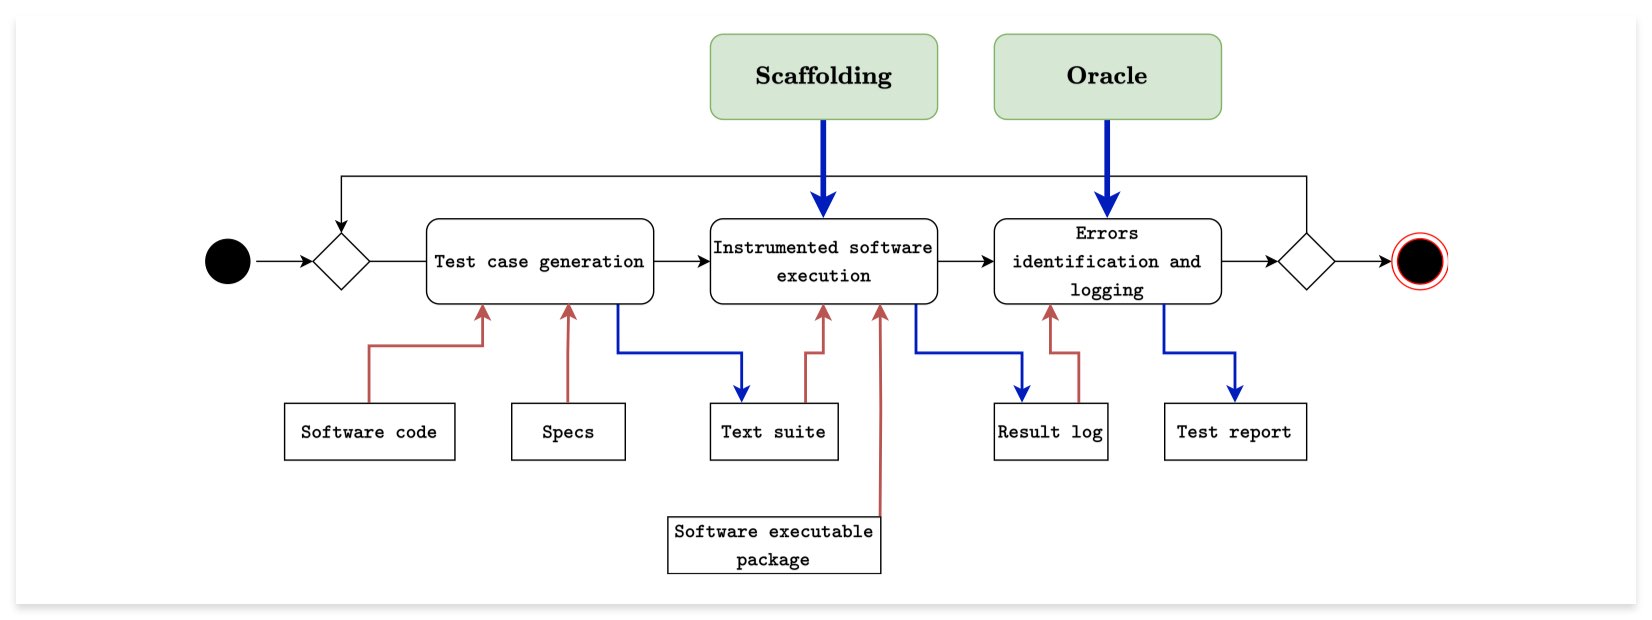 Scaffolding
Oracle
Test case generation
Instrumented software
execution
Errors
identification and
logging
Software code
Specs
Text suite
Result log
Test report
Software executable
package